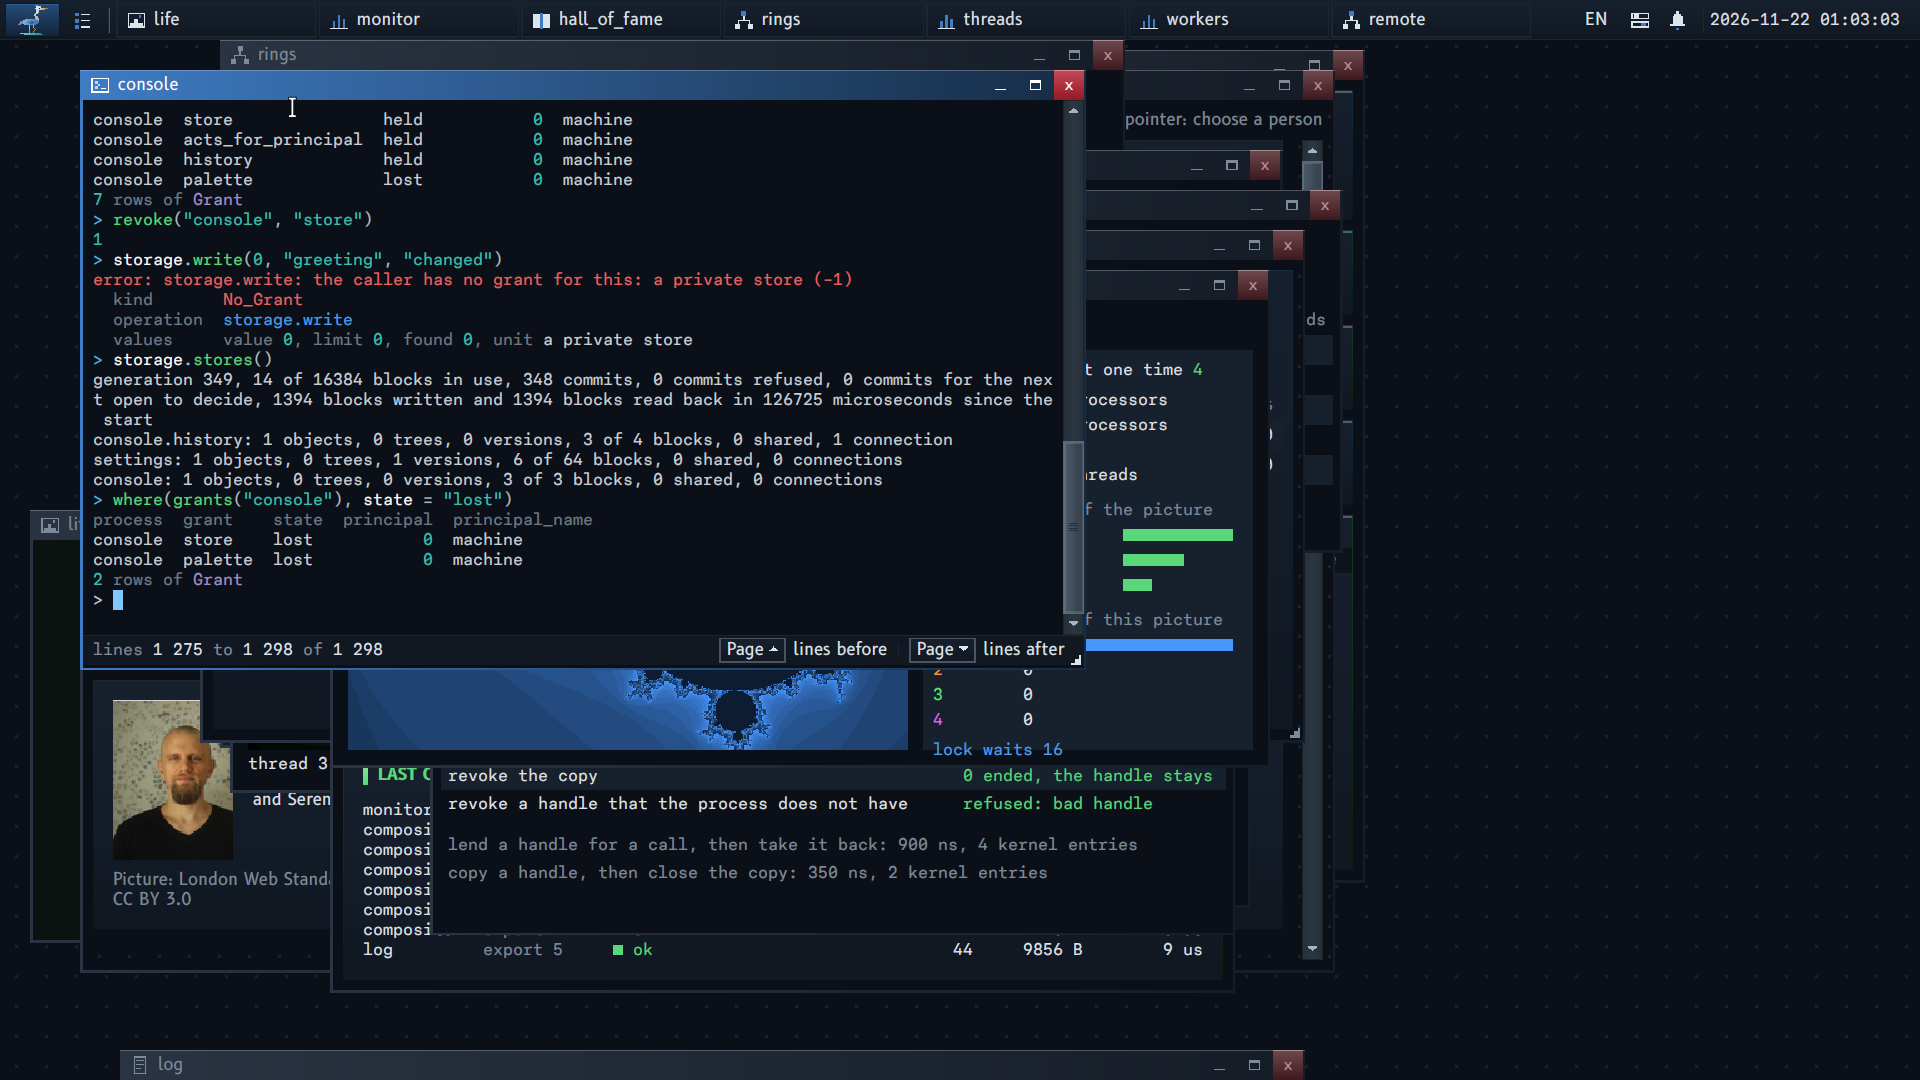 life
monitor
hall_of_fame
rings
threads
workers
remote
EN
2026-11-22 01:03:03
rings
console
console  store               held           0  machine
console  acts_for_principal  held           0  machine
console  history             held           0  machine
console  palette             lost           0  machine
7 rows of Grant
> revoke("console", "store")
1
> storage.write(0, "greeting", "changed")
error: storage.write: the caller has no grant for this: a private store (-1)
  kind       No_Grant
  operation  storage.write
  values     value 0, limit 0, found 0, unit a private store
> storage.stores()
generation 349, 14 of 16384 blocks in use, 348 commits, 0 commits refused, 0 commits for the nex
t open to decide, 1394 blocks written and 1394 blocks read back in 126725 microseconds since the
 start
console.history: 1 objects, 0 trees, 0 versions, 3 of 4 blocks, 0 shared, 1 connection
settings: 1 objects, 0 trees, 1 versions, 6 of 64 blocks, 0 shared, 0 connections
console: 1 objects, 0 trees, 0 versions, 3 of 3 blocks, 0 shared, 0 connections
> where(grants("console"), state = "lost")
process  grant    state  principal  principal_name
console  store    lost           0  machine
console  palette  lost           0  machine
2 rows of Grant
>
lines 1 275 to 1 298 of 1 298
Page lines before
Page lines after
pointer: choose a person
ds
t one time 4
ocessors
ocessors
reads
f the picture
f this picture
li
2 0
3 0
4 0
lock waits 16
thread 3
and Seren
Picture: London Web Standa
CC BY 3.0
LAST C
revoke the copy 0 ended, the handle stays
revoke a handle that the process does not have refused: bad handle
lend a handle for a call, then take it back: 900 ns, 4 kernel entries
copy a handle, then close the copy: 350 ns, 2 kernel entries
monitor
composi
composi
composi
composi
composi
composi
log export 5 ok 44 9856 B 9 us
log